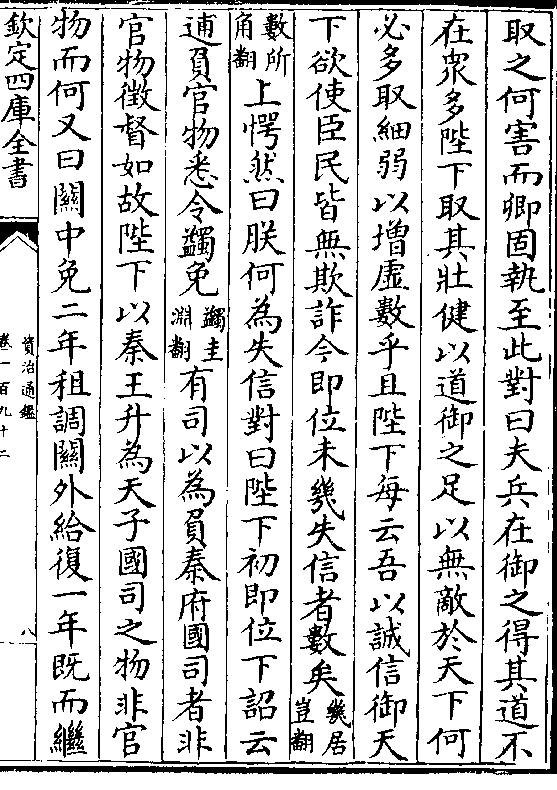 取之何害而卿固執至此對曰夫兵在御之得其道不
在衆多陛下取其壯健以道御之足以無敵於天下何
必多取細弱以增虛數乎且陛下每云吾以誠信御天
下欲使臣民皆無欺詐今即位未幾失信者數矣幾居豈翻
數所角翻上愕然曰朕何為失信對曰陛下初即位下詔云
逋負官物悉令蠲免蠲圭淵翻有司以為負秦府國司者非
官物徵督如故陛下以秦王升為天子國司之物非官
物而何又曰關中免二年租調關外給復一年既而繼
欽定四庫全書
資治通鑑
卷一百九十二
八